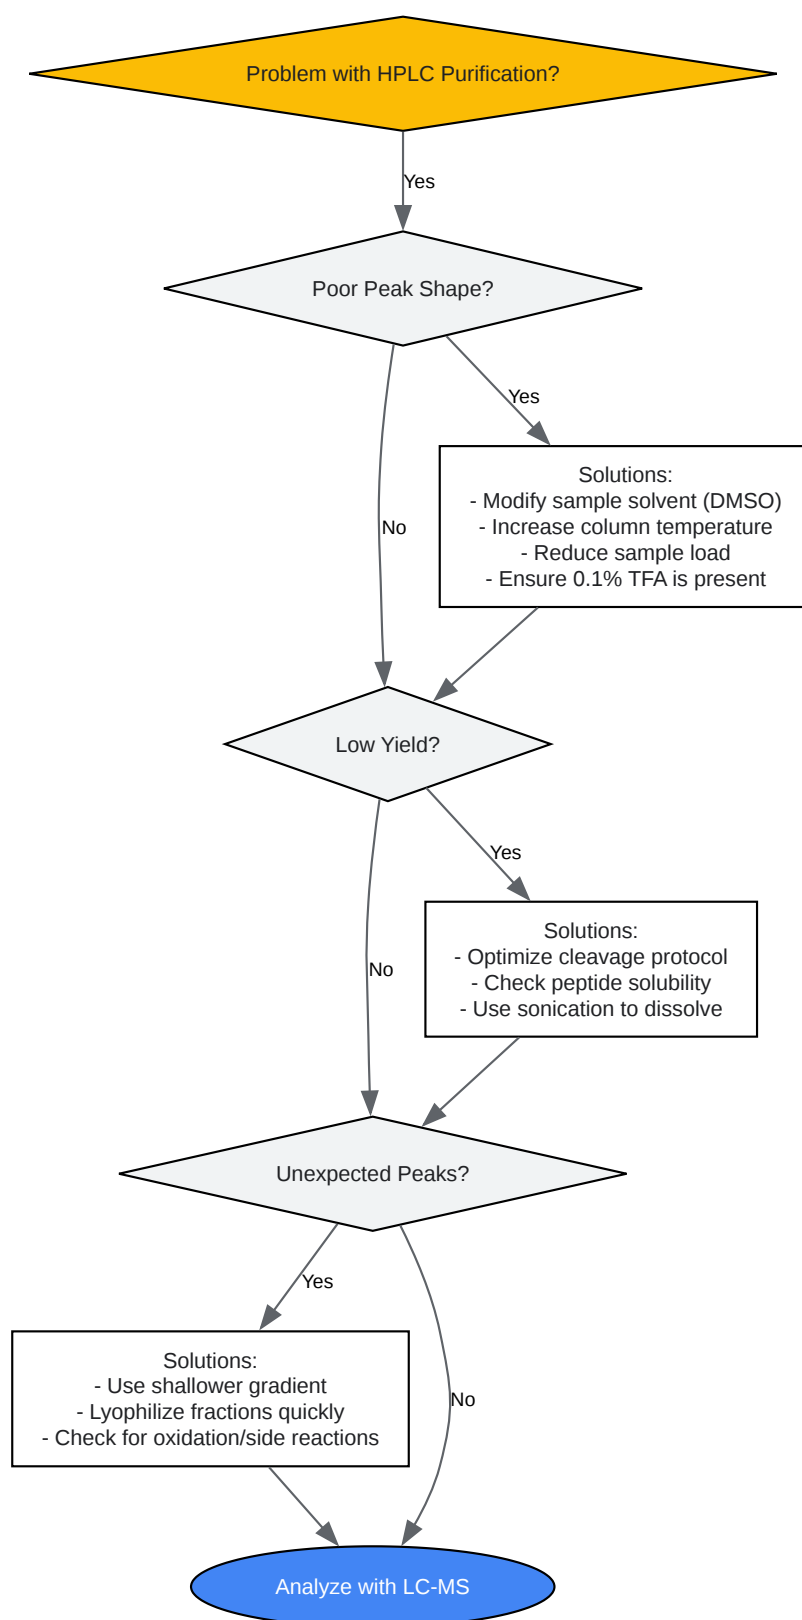 Problem with HPLC Purification?
Yes
Poor Peak Shape?
Yes
Solutions:
- Modify sample solvent (DMSO)
- Increase column temperature
- Reduce sample load
- Ensure 0.1% TFA is present
No
Low Yield?
Yes
Solutions:
- Optimize cleavage protocol
- Check peptide solubility
- Use sonication to dissolve
No
Unexpected Peaks?
Yes
Solutions:
- Use shallower gradient
- Lyophilize fractions quickly
- Check for oxidation/side reactions
No
Analyze with LC-MS